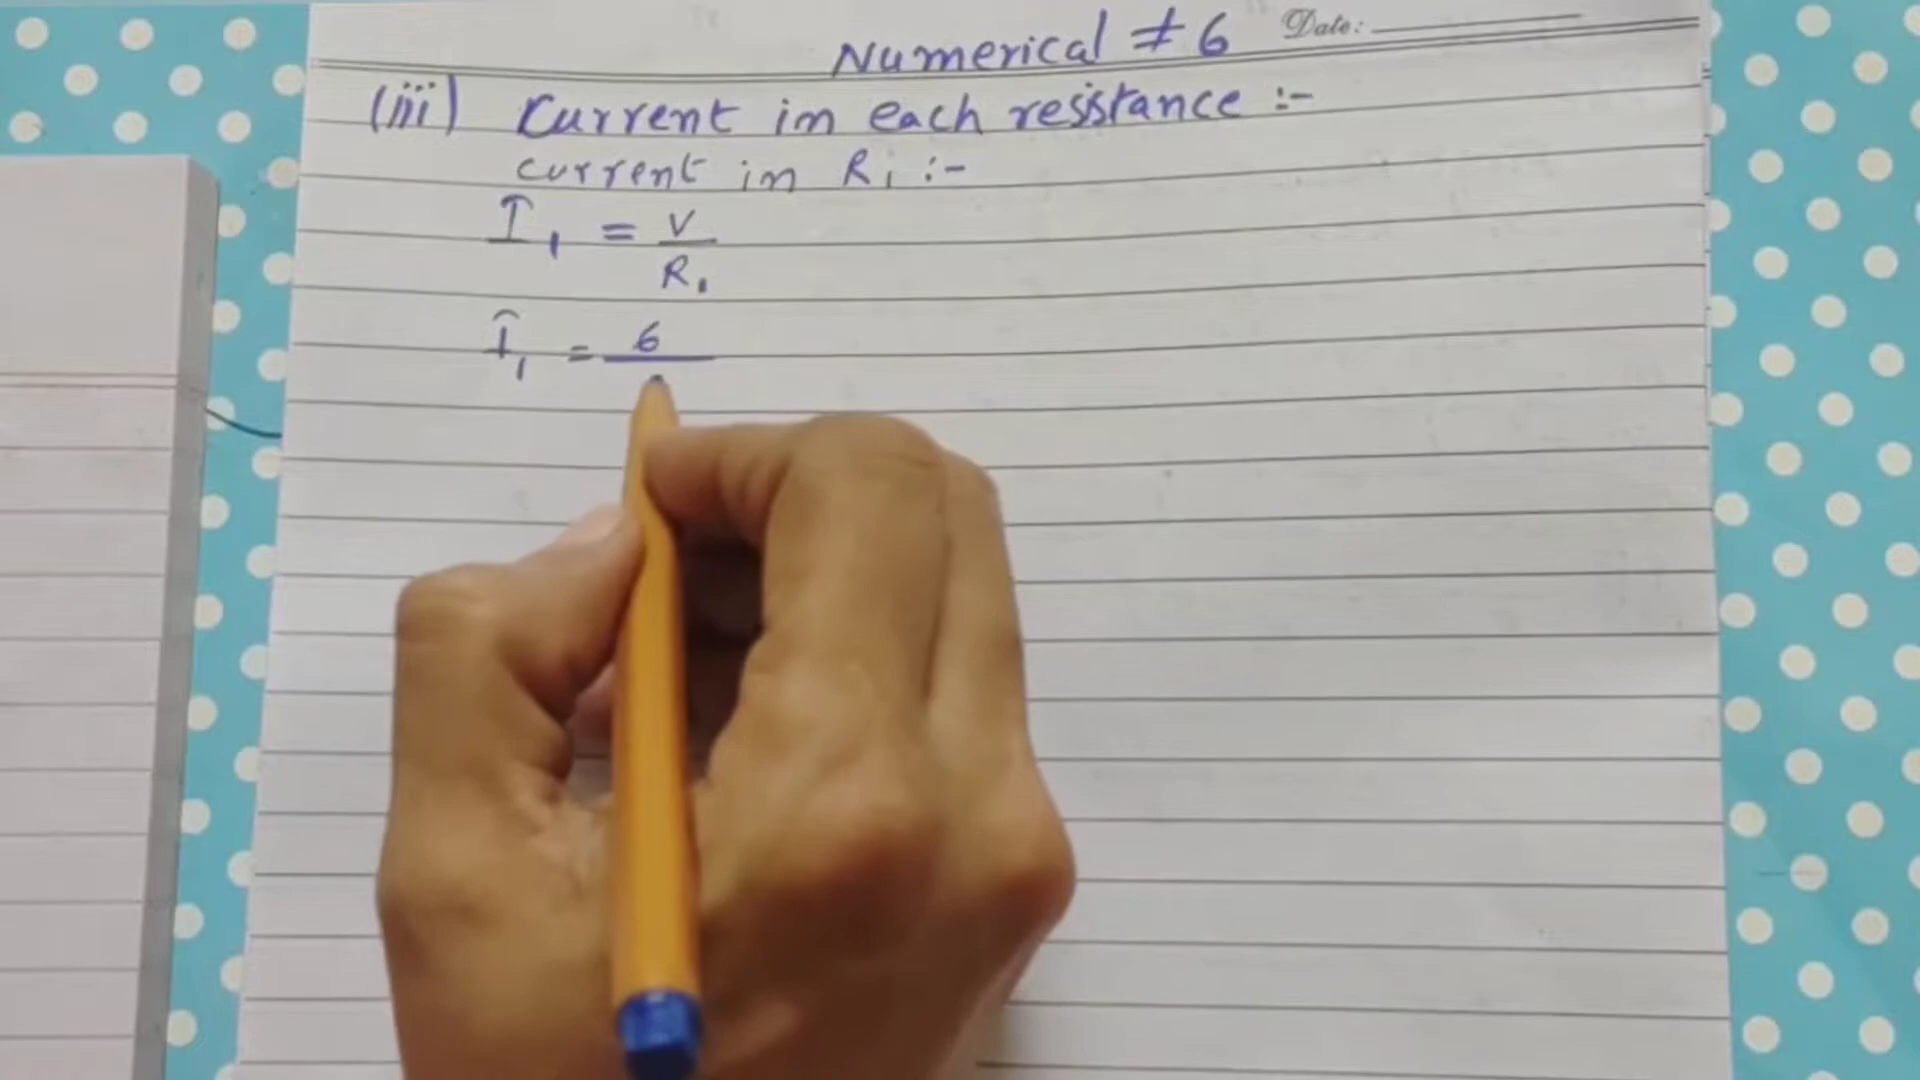 Date:
Numerical # 6
(iii) Current in each resistance :-
current in R1 :-
I1 = V/R1
I1 = 6/